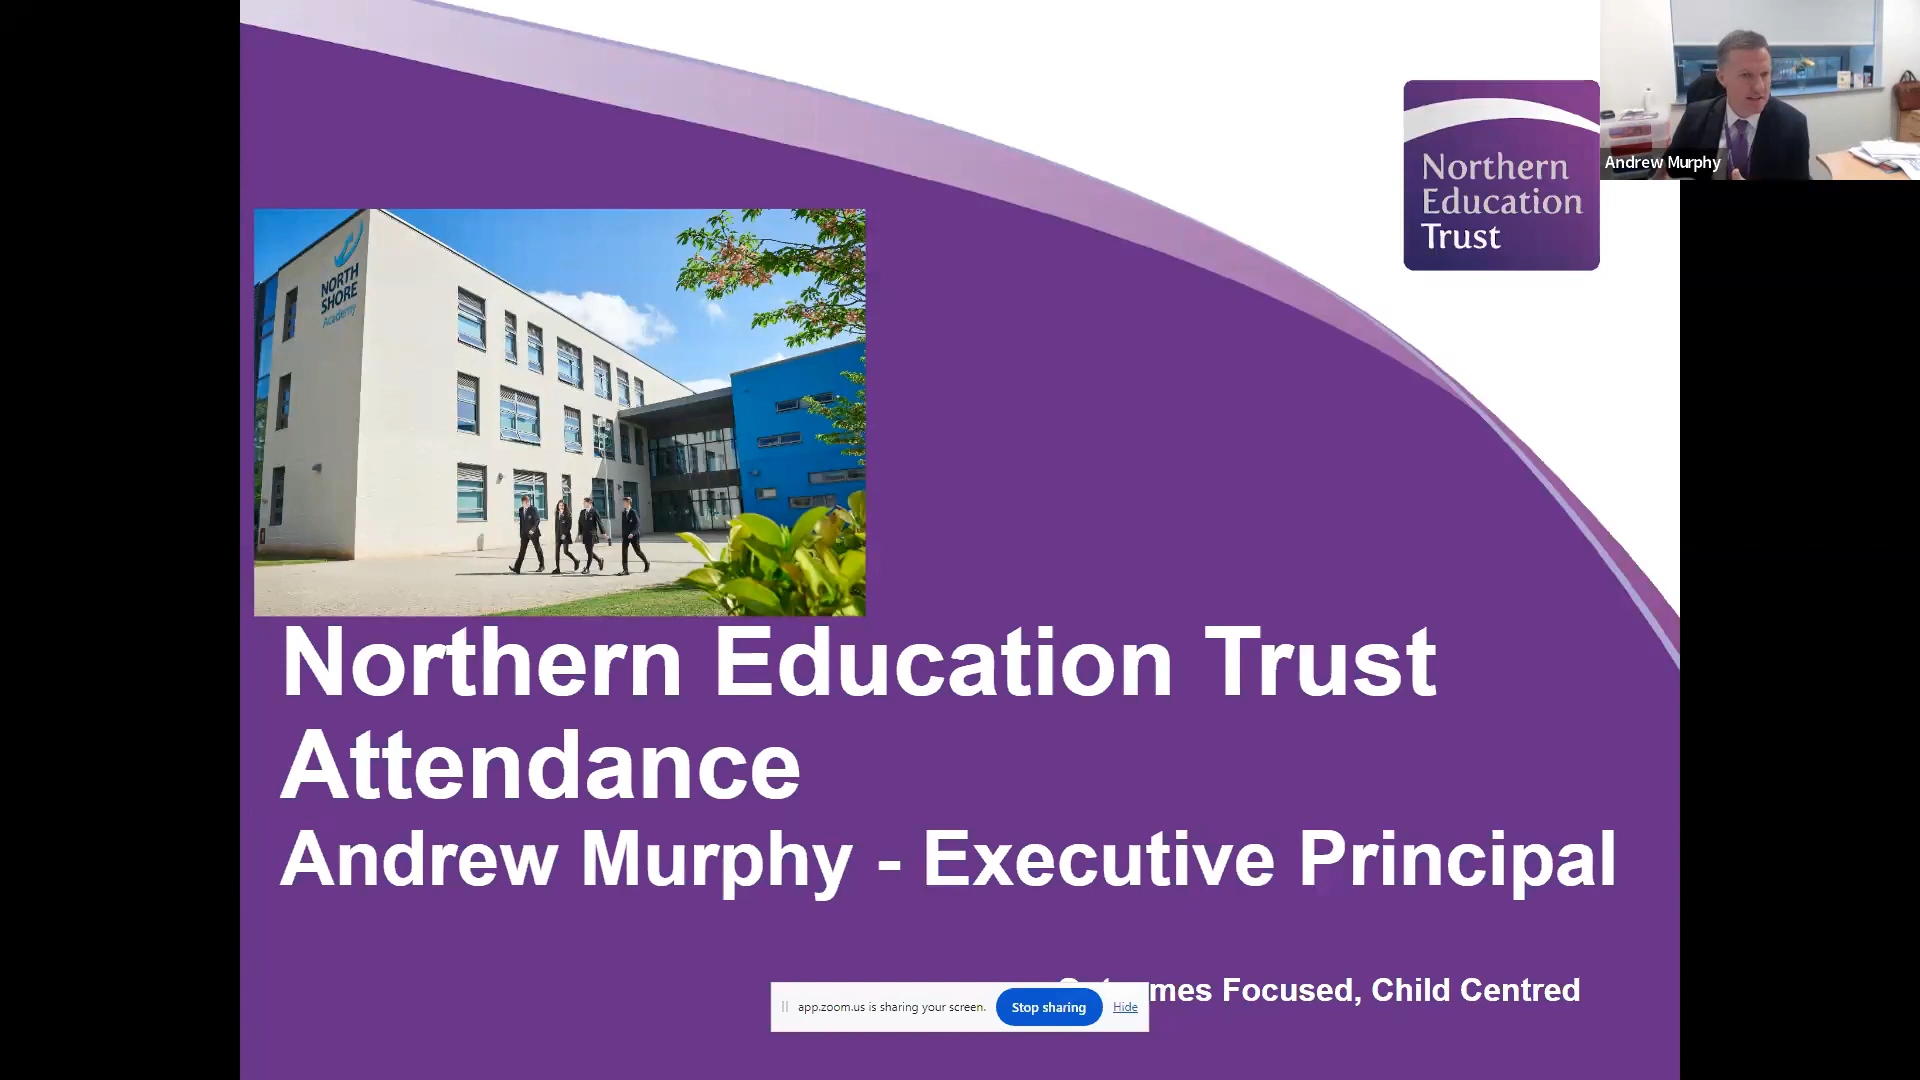 Northern
Education
Trust
Andrew Murphy
NORTH
SHORE
Academy
Northern Education Trust
Attendance
Andrew Murphy - Executive Principal
Focused, Child Centred
app.zoom.us is sharing your screen.
Stop sharing
Hide